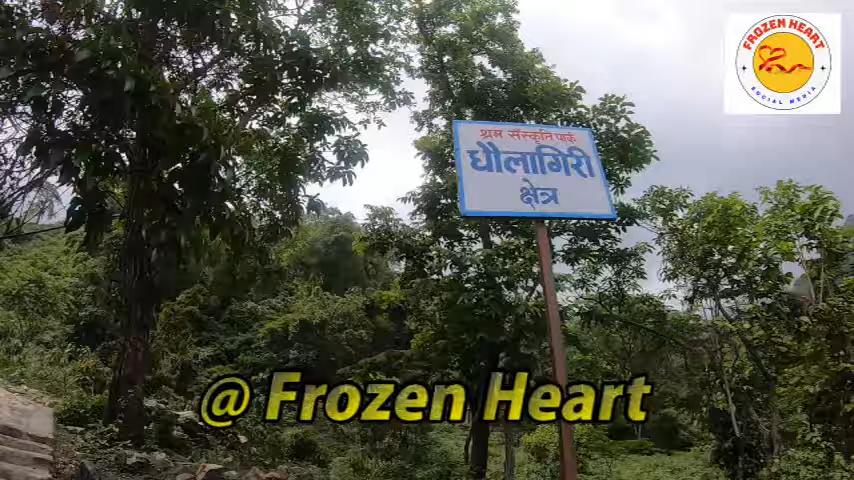 FROZEN HEART
SOCIAL MEDIA
श्रम संस्कृति पार्क
धौलागिरी
क्षेत्र
@ Frozen Heart